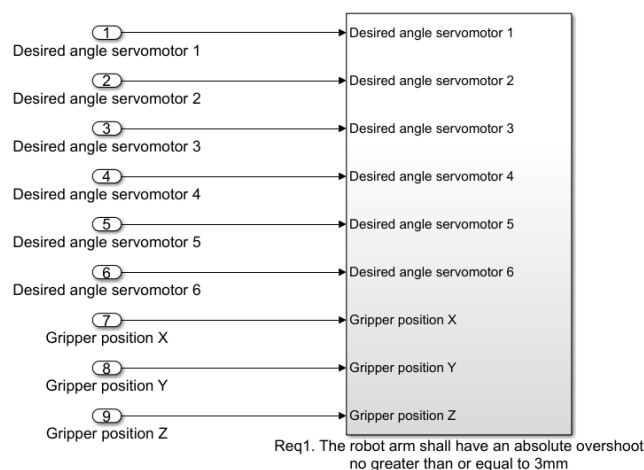 1
Desired angle servomotor 1
Desired angle servomotor 1
2
Desired angle servomotor 2
Desired angle servomotor 2
3
Desired angle servomotor 3
Desired angle servomotor 3
4
Desired angle servomotor 4
Desired angle servomotor 4
5
Desired angle servomotor 5
Desired angle servomotor 5
6
Desired angle servomotor 6
Desired angle servomotor 6
7
Gripper position X
Gripper position X
8
Gripper position Y
Gripper position Y
9
Gripper position Z
Gripper position Z
Req1. The robot arm shall have an absolute overshoot
no greater than or equal to 3mm